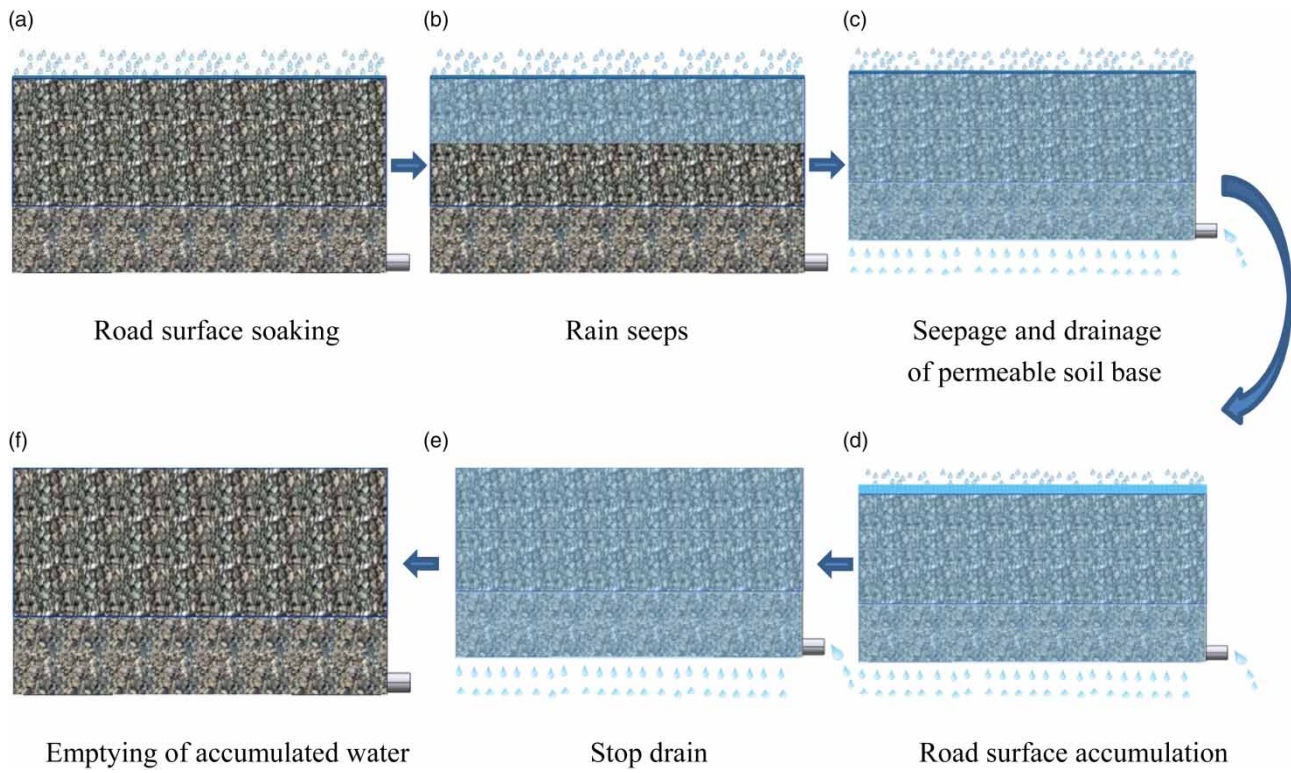 (a)
(b)
(c)
Road surface soaking
Rain seeps
Seepage and drainage
of permeable soil base
(f)
(e)
(d)
Emptying of accumulated water
Stop drain
Road surface accumulation